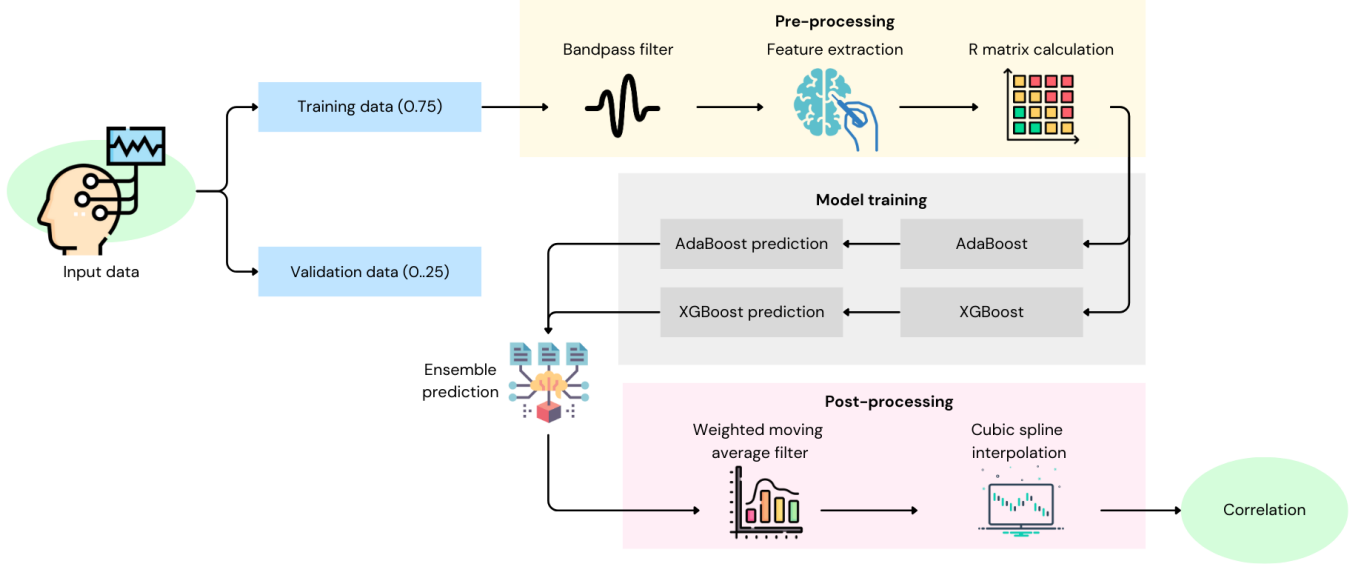 Pre-processing
Bandpass filter
Feature extraction
R matrix calculation
Training data (0.75)
Input data
Validation data (0..25)
Model training
AdaBoost prediction
AdaBoost
XGBoost prediction
XGBoost
Ensemble
prediction
Post-processing
Weighted moving
average filter
Cubic spline
interpolation
Correlation